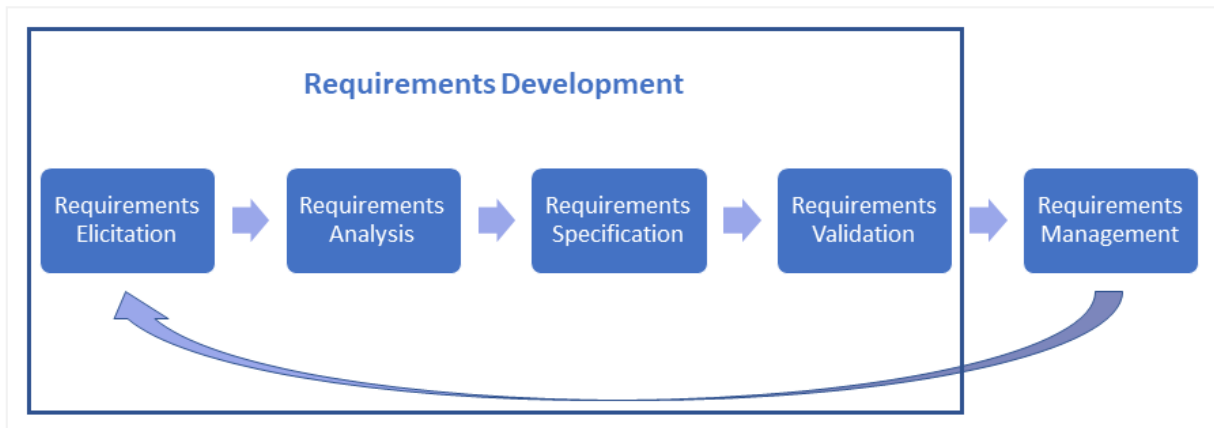 Requirements Development
Requirements
Elicitation
Requirements
Analysis
Requirements
Specification
Requirements
Validation
Requirements
Management